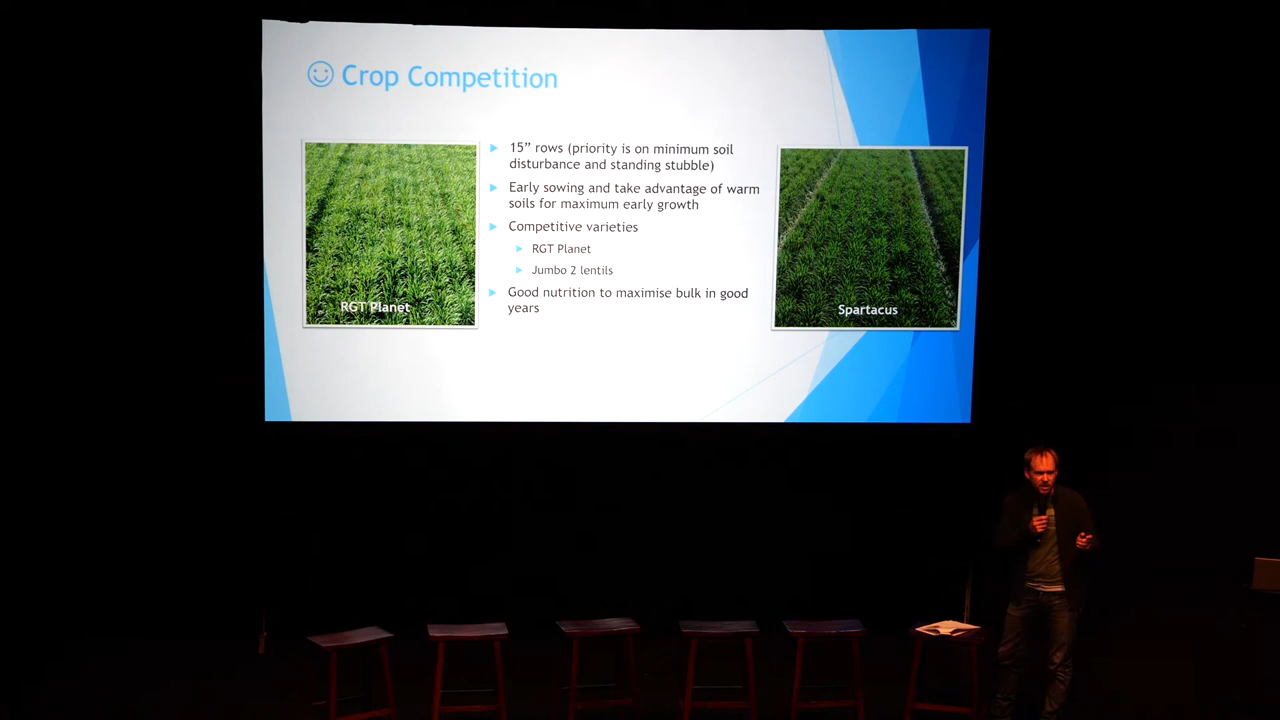 Crop Competition
15” rows (priority is on minimum soil
disturbance and standing stubble)
Early sowing and take advantage of warm
soils for maximum early growth
Competitive varieties
RGT Planet
Jumbo 2 lentils
Good nutrition to maximise bulk in good
years
RGT Planet
Spartacus